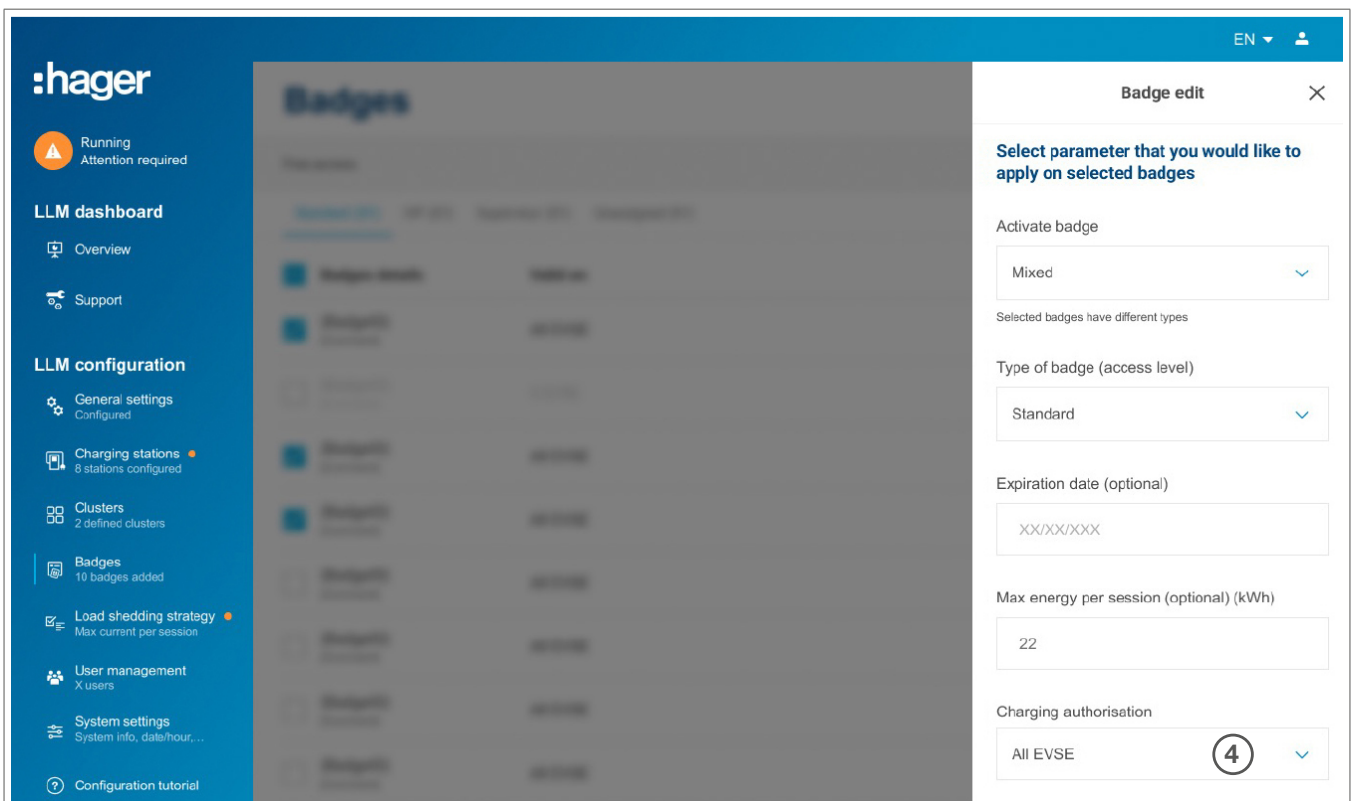 EN
:hager
Running
Attention required
LLM dashboard
Overview
Support
LLM configuration
General settings
Configured
Charging stations
8 stations configured
Clusters
2 defined clusters
Badges
10 badges added
Load shedding strategy
Max current per session
User management
X users
System settings
System info, date/hour,...
Configuration tutorial
Badges
Badges details
Valid on
Badge edit
Select parameter that you would like to
apply on selected badges
Activate badge
Mixed
Selected badges have different types
Type of badge (access level)
Standard
Expiration date (optional)
XX/XX/XXX
Max energy per session (optional) (kWh)
22
Charging authorisation
All EVSE
4